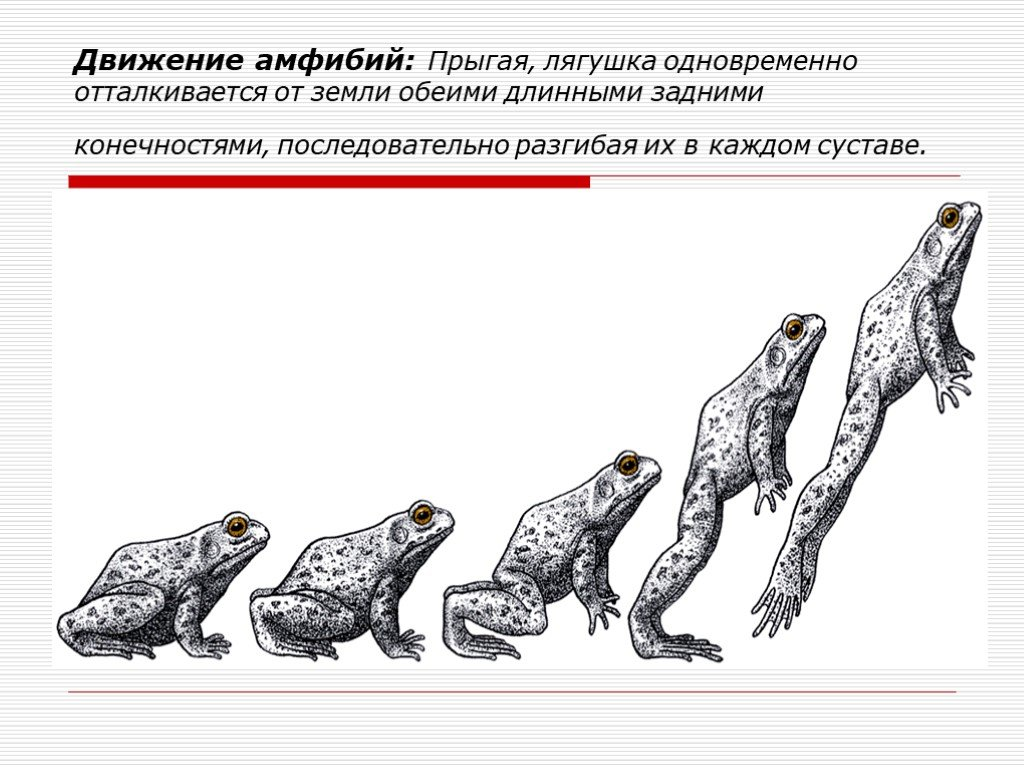 Движение амфибий: Прыгая, лягушка одновременно
отталкивается от земли обеими длинными задними
конечностями, последовательно разгибая их в каждом суставе.